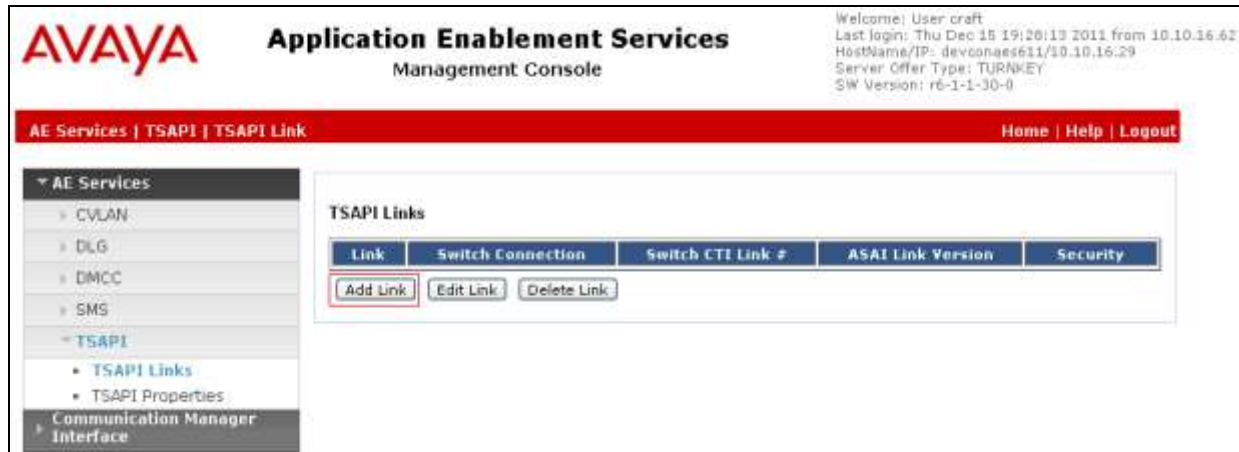 AVAYA
Application Enablement Services
Management Console
Welcome: User craft
Last login: Thu Dec 15 19:28:13 2011 from 10.10.16.62
HostName/IP: devconaes611/10.10.16.29
Server Offer Type: TURNKEY
SW Version: r6-1-1-30-0
AE Services | TSAPI | TSAPI Link
Home | Help | Logout
AE Services
CVLAN
DLG
DMCC
SMS
TSAPI
TSAPI Links
TSAPI Properties
Communication Manager
Interface
TSAPI Links
Link Switch Connection Switch CTI Link # ASAI Link Version Security
Add Link Edit Link Delete Link